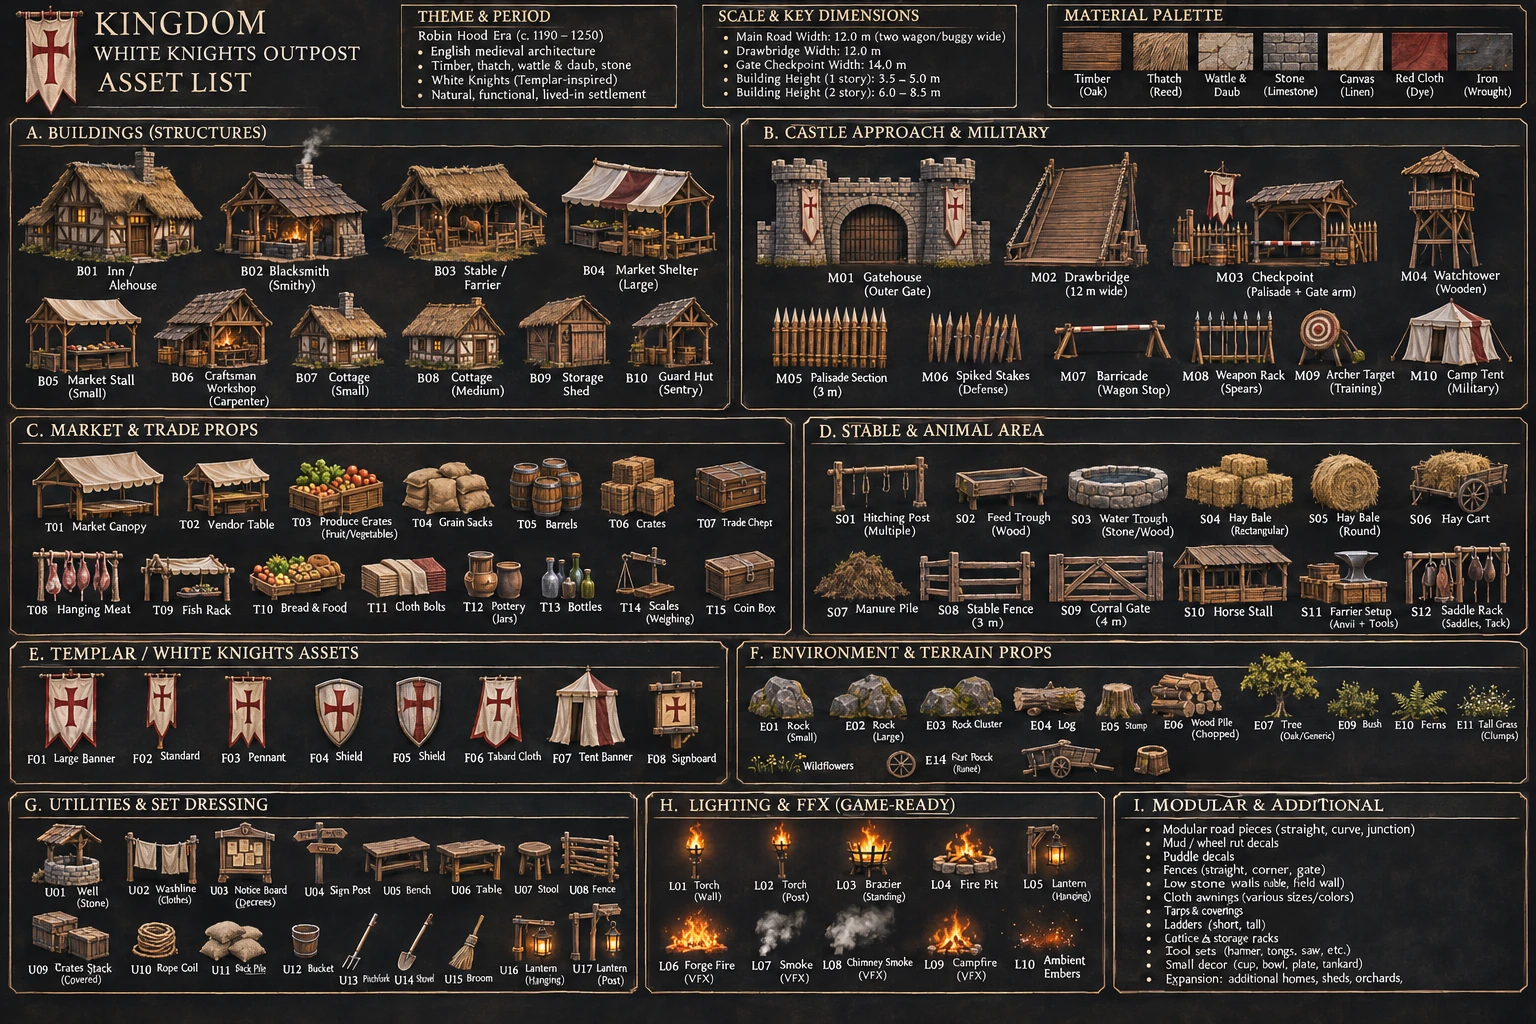 KINGDOM
WHITE KNIGHTS OUTPOST
ASSET LIST
THEME & PERIOD
Robin Hood Era (c. 1190 – 1250)
• English medieval architecture
• Timber, thatch, wattle & daub, stone
• White Knights (Templar-inspired)
• Natural, functional, lived-in settlement
SCALE & KEY DIMENSIONS
• Main Road Width: 12.0 m (two wagon/buggy wide)
• Drawbridge Width: 12.0 m
• Gate Checkpoint Width: 14.0 m
• Building Height (1 story): 3.5 – 5.0 m
• Building Height (2 story): 6.0 – 8.5 m
MATERIAL PALETTE
Timber
(Oak)
Thatch
(Reed)
Wattle &
Daub
Stone
(Limestone)
Canvas
(Linen)
Red Cloth
(Dye)
Iron
(Wrought)
A. BUILDINGS (STRUCTURES)
B01 Inn /
Alehouse
B02 Blacksmith
(Smithy)
B03 Stable /
Farrier
B04 Market Shelter
(Large)
B05 Market Stall
(Small)
B06 Craftsman
Workshop
(Carpenter)
B07 Cottage
(Small)
B08 Cottage
(Medium)
B09 Storage
Shed
B10 Guard Hut
(Sentry)
B. CASTLE APPROACH & MILITARY
M01 Gatehouse
(Outer Gate)
M02 Drawbridge
(12 m wide)
M03 Checkpoint
(Palisade + Gate arm)
M04 Watchtower
(Wooden)
M05 Palisade Section
(3 m)
M06 Spiked Stakes
(Defense)
M07 Barricade
(Wagon Stop)
M08 Weapon Rack
(Spears)
M09 Archer Target
(Training)
M10 Camp Tent
(Military)
C. MARKET & TRADE PROPS
T01 Market Canopy
T02 Vendor Table
T03 Produce Crates
(Fruit/Vegetables)
T04 Grain Sacks
T05 Barrels
T06 Crates
T07 Trade Chept
T08 Hanging Meat
T09 Fish Rack
T10 Bread & Food
T11 Cloth Bolts
T12 Pottery
(Jars)
T13 Bottles
T14 Scales
(Weighing)
T15 Coin Box
D. STABLE & ANIMAL AREA
S01 Hitching Post
(Multiple)
S02 Feed Trough
(Wood)
S03 Water Trough
(Stone/Wood)
S04 Hay Bale
(Rectangular)
S05 Hay Bale
(Round)
S06 Hay Cart
S07 Manure Pile
S08 Stable Fence
(3 m)
S09 Corral Gate
(4 m)
S10 Horse Stall
S11 Farrier Setup
(Anvil + Tools)
S12 Saddle Rack
(Saddles, Tack)
E. TEMPLAR / WHITE KNIGHTS ASSETS
F01 Large Banner
F02 Standard
F03 Pennant
F04 Shield
F05 Shield
F06 Tabard Cloth
F07 Tent Banner
F08 Signboard
F. ENVIRONMENT & TERRAIN PROPS
E01 Rock
(Small)
E02 Rock
(Large)
E03 Rock Cluster
E04 Log
E05 Stump
E06 Wood Pile
(Chopped)
E07 Tree
(Oak/Generic)
E09 Bush
E10 Ferns
E11 Tall Grass
(Clumps)
Wildflowers
E14
G. UTILITIES & SET DRESSING
U01 Well
(Stone)
U02 Washline
(Clothes)
U03 Notice Board
(Decrees)
U04 Sign Post
U05 Bench
U06 Table
U07 Stool
U08 Fence
U09 Crates Stack
(Covered)
U10 Rope Coil
U11 Sack Pile
U12 Bucket
U13 Pitchfork
U14 Shovel
U15 Broom
U16 Lantern
(Hanging)
U17 Lantern
(Post)
H. LIGHTING & FFX (GAME-READY)
L01 Torch
(Wall)
L02 Torch
(Post)
L03 Brazier
(Standing)
L04 Fire Pit
L05 Lantern
(Hanging)
L06 Forge Fire
(VFX)
L07 Smoke
(VFX)
L08 Chimney Smoke
(VFX)
L09 Campfire
(VFX)
L10 Ambient
Embers
I. MODULAR & ADDITIONAL
• Modular road pieces (straight, curve, junction)
• Mud / wheel rut decals
• Puddle decals
• Fences (straight, corner, gate)
• Low stone walls field wall)
• Cloth awnings (various sizes/colors)
• Tarps & coverings
• Ladders (short, tall)
• & storage racks
• Tool sets (hammer, tongs, saw, etc.)
• Small decor (cup, bowl, plate, tankard)
• Expansion: additional homes, sheds, orchards,